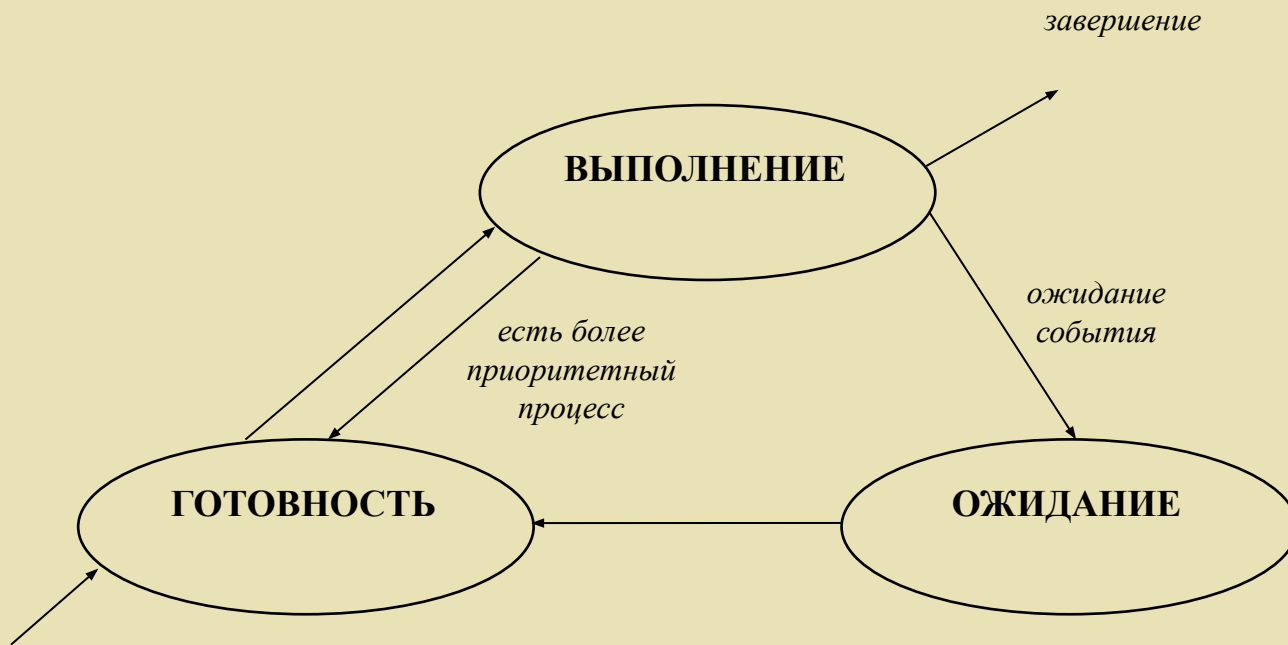 завершение
ВЫПОЛНЕНИЕ
ожидание
события
есть более
приоритетный
процесс
ГОТОВНОСТЬ
ОЖИДАНИЕ